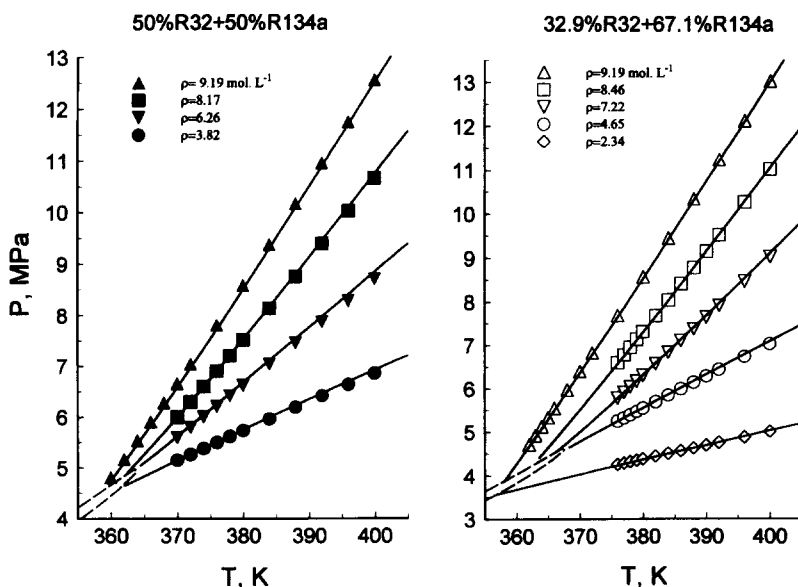 50%R32+50%R134a
13
12
11
10
9
8
7
6
5
4
P, MPa
ρ= 9.19 mol. L⁻¹
ρ=8.17
ρ=6.26
ρ=3.82
360
370
380
390
400
T, K
32.9%R32+67.1%R134a
13
12
11
10
9
8
7
6
5
4
3
ρ=9.19 mol L⁻¹
ρ=8.46
ρ=7.22
ρ=4.65
ρ=2.34
360
370
380
390
400
T, K